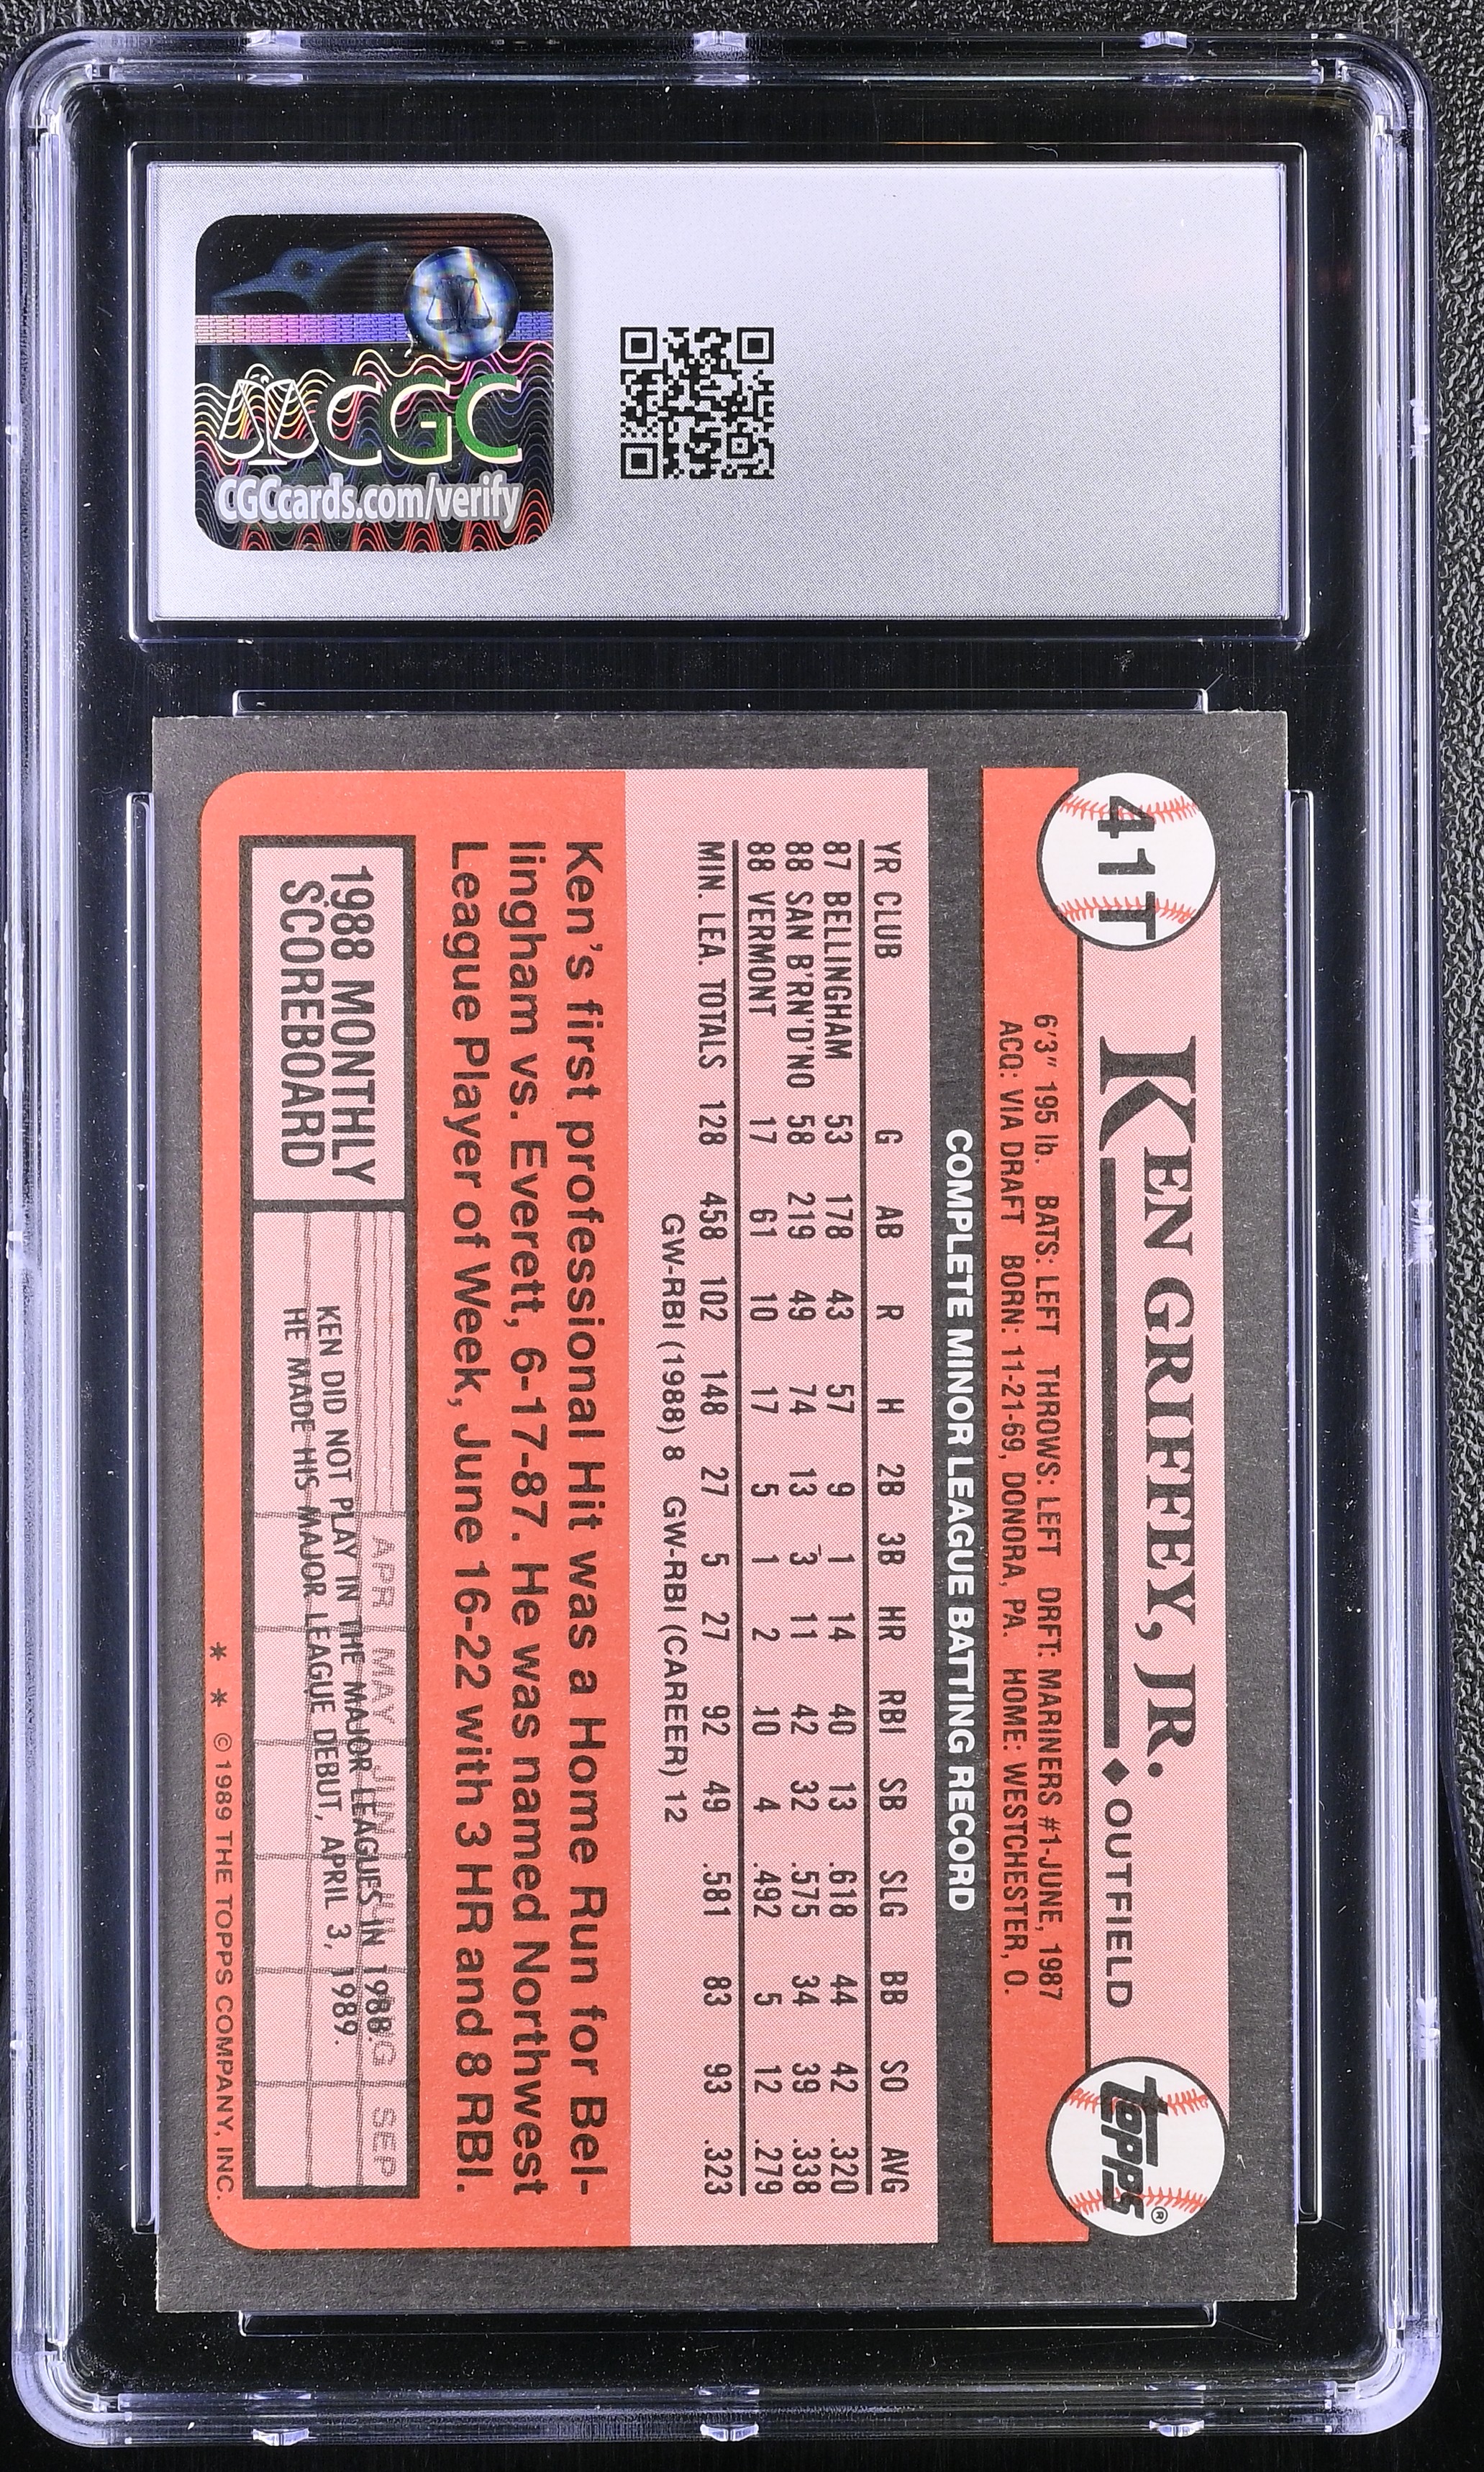 CGC
CGCcards.com/verify
41T
KEN GRIFFEY, JR. ◆ OUTFIELD
topps®
6'3" 195 lb. BATS: LEFT THROWS: LEFT DRFT: MARINERS #1-JUNE, 1987
ACQ: VIA DRAFT BORN: 11-21-69, DONORA, PA. HOME: WESTCHESTER, O.
COMPLETE MINOR LEAGUE BATTING RECORD
YR CLUB G AB R H 2B 3B HR RBI SB SLG BB SO AVG
87 BELLINGHAM 53 178 43 57 9 1 14 40 13 .618 44 42 .320
88 SAN B'RN'D'NO 58 219 49 74 13 3 11 42 32 .575 34 39 .338
88 VERMONT 17 61 10 17 5 1 2 10 4 .492 5 12 .279
MIN. LEA. TOTALS 128 458 102 148 27 5 27 92 49 .581 83 93 .323
GW-RBI (1988) 8 GW-RBI (CAREER) 12
Ken's first professional Hit was a Home Run for Bel-
lingham vs. Everett, 6-17-87. He was named Northwest
League Player of Week, June 16-22 with 3 HR and 8 RBI.
1988 MONTHLY
SCOREBOARD
APR MAY JUN JUL AUG SEP
KEN DID NOT PLAY IN THE MAJOR LEAGUES IN 1988.
HE MADE HIS MAJOR LEAGUE DEBUT, APRIL 3, 1989.
* * © 1989 THE TOPPS COMPANY, INC.